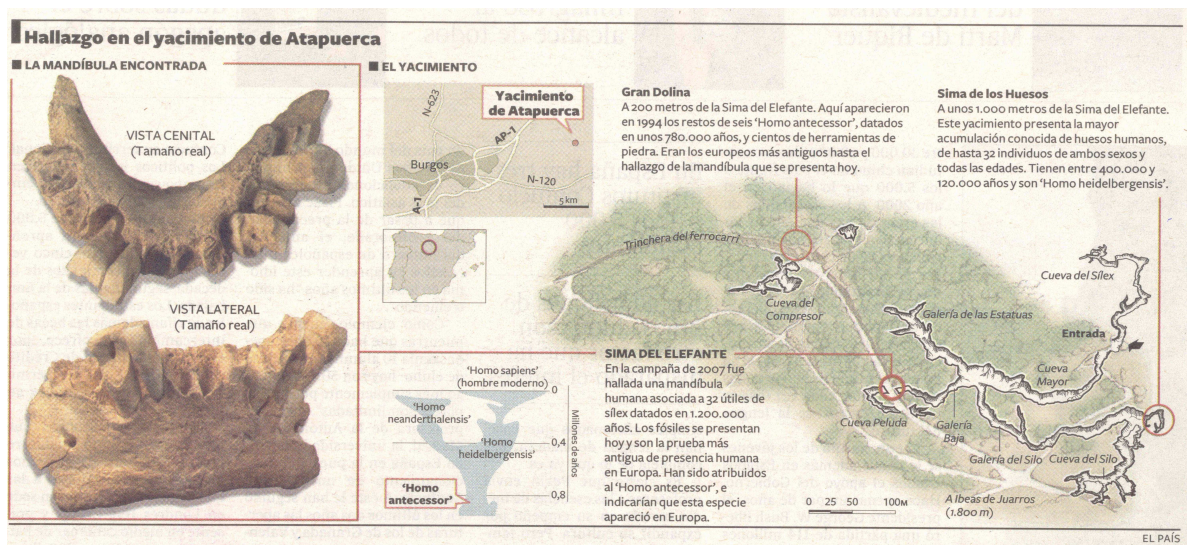 Hallazgo en el yacimiento de Atapuerca
LA MANDÍBULA ENCONTRADA
VISTA CENITAL
(Tamaño real)
VISTA LATERAL
(Tamaño real)
EL YACIMIENTO
N-623
Yacimiento
de Atapuerca
AP-1
Burgos
N-120
A-1
5 km
Gran Dolina
A 200 metros de la Sima del Elefante. Aquí aparecieron
en 1994 los restos de seis ‘Homo antecessor’, datados
en unos 780.000 años, y cientos de herramientas de
piedra. Eran los europeos más antiguos hasta el
hallazgo de la mandíbula que se presenta hoy.
Sima de los Huesos
A unos 1.000 metros de la Sima del Elefante.
Este yacimiento presenta la mayor
acumulación conocida de huesos humanos,
de hasta 32 individuos de ambos sexos y
todas las edades. Tienen entre 400.000 y
120.000 años y son ‘Homo heidelbergensis’.
Trinchera del ferrocarri
Cueva del
Compresor
Cueva del Sílex
Galería de las Estatuas
Entrada
Cueva
Mayor
Cueva Peluda
Galería
Baja
Galería del Silo
Cueva del Silo
A Ibeas de Juarros
(1.800 m)
0 25 50 100M
SIMA DEL ELEFANTE
En la campaña de 2007 fue
hallada una mandíbula
humana asociada a 32 útiles de
sílex datados en 1.200.000
años. Los fósiles se presentan
hoy y son la prueba más
antigua de presencia humana
en Europa. Han sido atribuidos
al ‘Homo antecessor’, e
indicarían que esta especie
apareció en Europa.
‘Homo sapiens’
(hombre moderno)
0
‘Homo
neanderthalensis’
‘Homo
heidelbergensis’
0,4
‘Homo
antecessor’
0,8
Millones de años
EL PAÍS